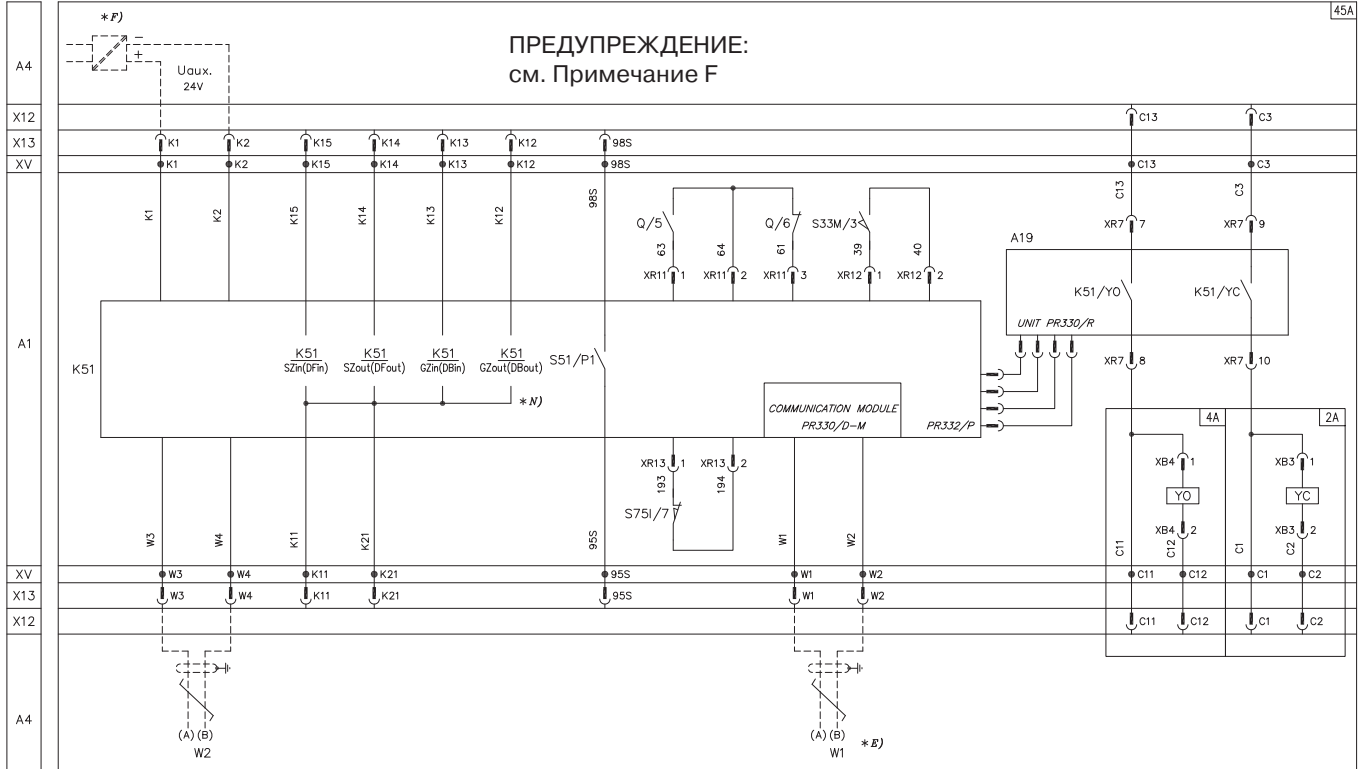 *F)
45A
ПРЕДУПРЕЖДЕНИЕ:
см. Примечание F
A4
Uaux.
24V
X12
C13 C3
X13
K1 K2 K15 K14 K13 K12 98S
XV
K1 K2 K15 K14 K13 K12 98S C13 C3
K1 K2 K15 K14 K13 K12 98S C13 C3
Q/5 Q/6 S33M/3
XR7 7 XR7 9
63 64 61 39 40
A19
XR11 1 XR11 2 XR11 3 XR12 1 XR12 2
K51/YO K51/YC
UNIT PR330/R
A1
K51
K51 K51 K51 K51
SZin(DFin) SZout(DFout) GZin(DBin) GZout(DBout)
S51/P1
XR7 8 XR7 10
*N)
COMMUNICATION MODULE
PR330/D-M
PR332/P
4A 2A
XR13 1 XR13 2
XB4 1 XB3 1
193 194
YO YC
S75I/7
XB4 2 XB3 2
W3 W4 K11 K21 95S W1 W2 C11 C12 C1 C2
XV
W3 W4 K11 K21 95S W1 W2 C11 C12 C1 C2
X13
W3 W4 K11 K21 95S W1 W2
X12
C11 C12 C1 C2
A4
(A) (B)
W2
(A) (B)
W1
*E)